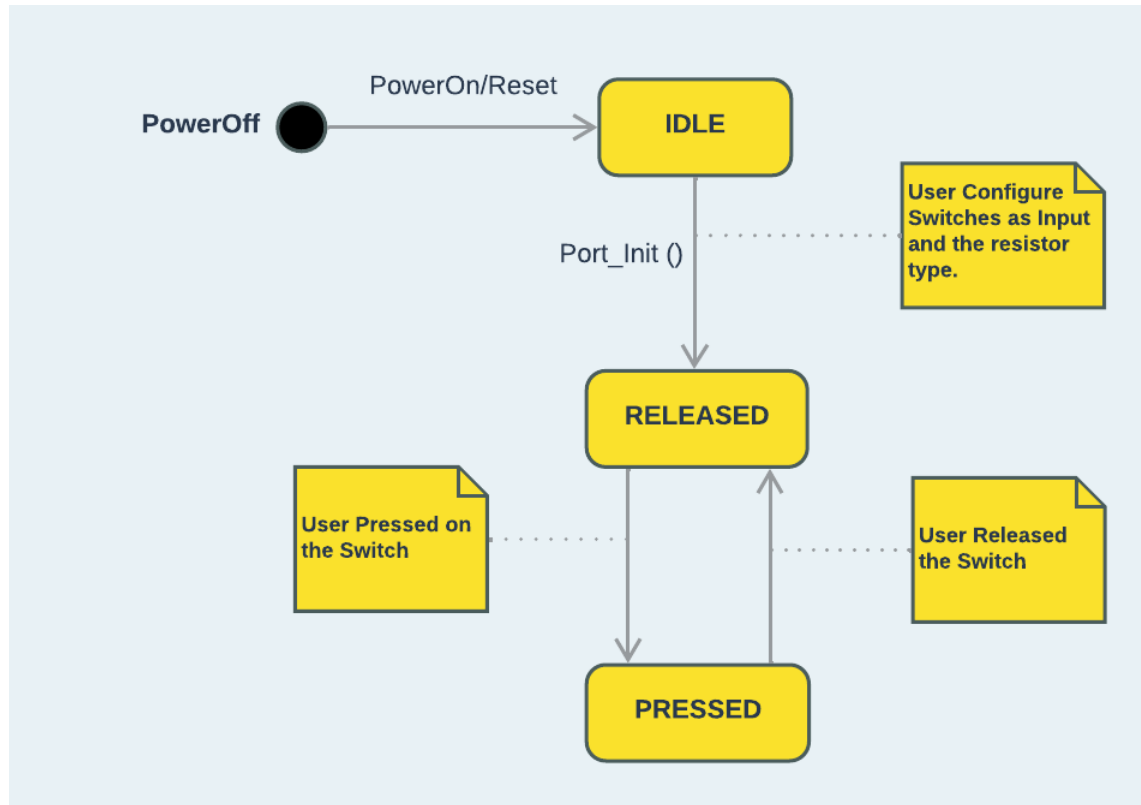 PowerOn/Reset
PowerOff
IDLE
User Configure
Switches as Input
and the resistor
type.
Port_Init ()
RELEASED
User Pressed on
the Switch
User Released
the Switch
PRESSED